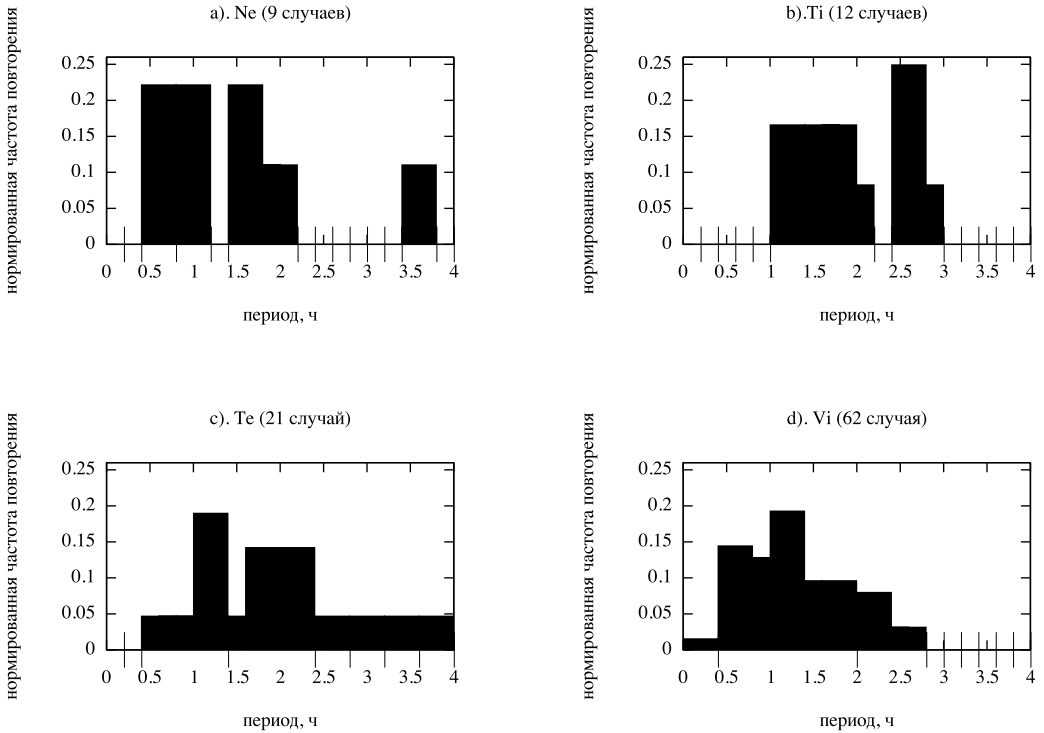 a). Ne (9 случаев)
нормированная частота повторения
0.25
0.2
0.15
0.1
0.05
0
0 0.5 1 1.5 2 2.5 3 3.5 4
период, ч
b).Ti (12 случаев)
нормированная частота повторения
0.25
0.2
0.15
0.1
0.05
0
0 0.5 1 1.5 2 2.5 3 3.5 4
период, ч
c). Te (21 случай)
нормированная частота повторения
0.25
0.2
0.15
0.1
0.05
0
0 0.5 1 1.5 2 2.5 3 3.5 4
период, ч
d). Vi (62 случая)
нормированная частота повторения
0.25
0.2
0.15
0.1
0.05
0
0 0.5 1 1.5 2 2.5 3 3.5 4
период, ч